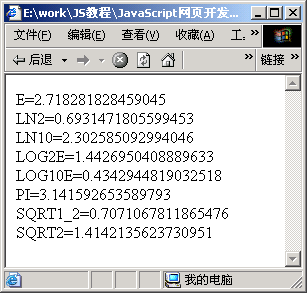 E:\work\JS教程\JavaScript网页开发...
文件(F) 编辑(E) 查看(V) 收藏(A) 工.. »
后退 » 链接 »
E=2.718281828459045
LN2=0.6931471805599453
LN10=2.302585092994046
LOG2E=1.4426950408889633
LOG10E=0.4342944819032518
PI=3.141592653589793
SQRT1_2=0.7071067811865476
SQRT2=1.4142135623730951
我的电脑